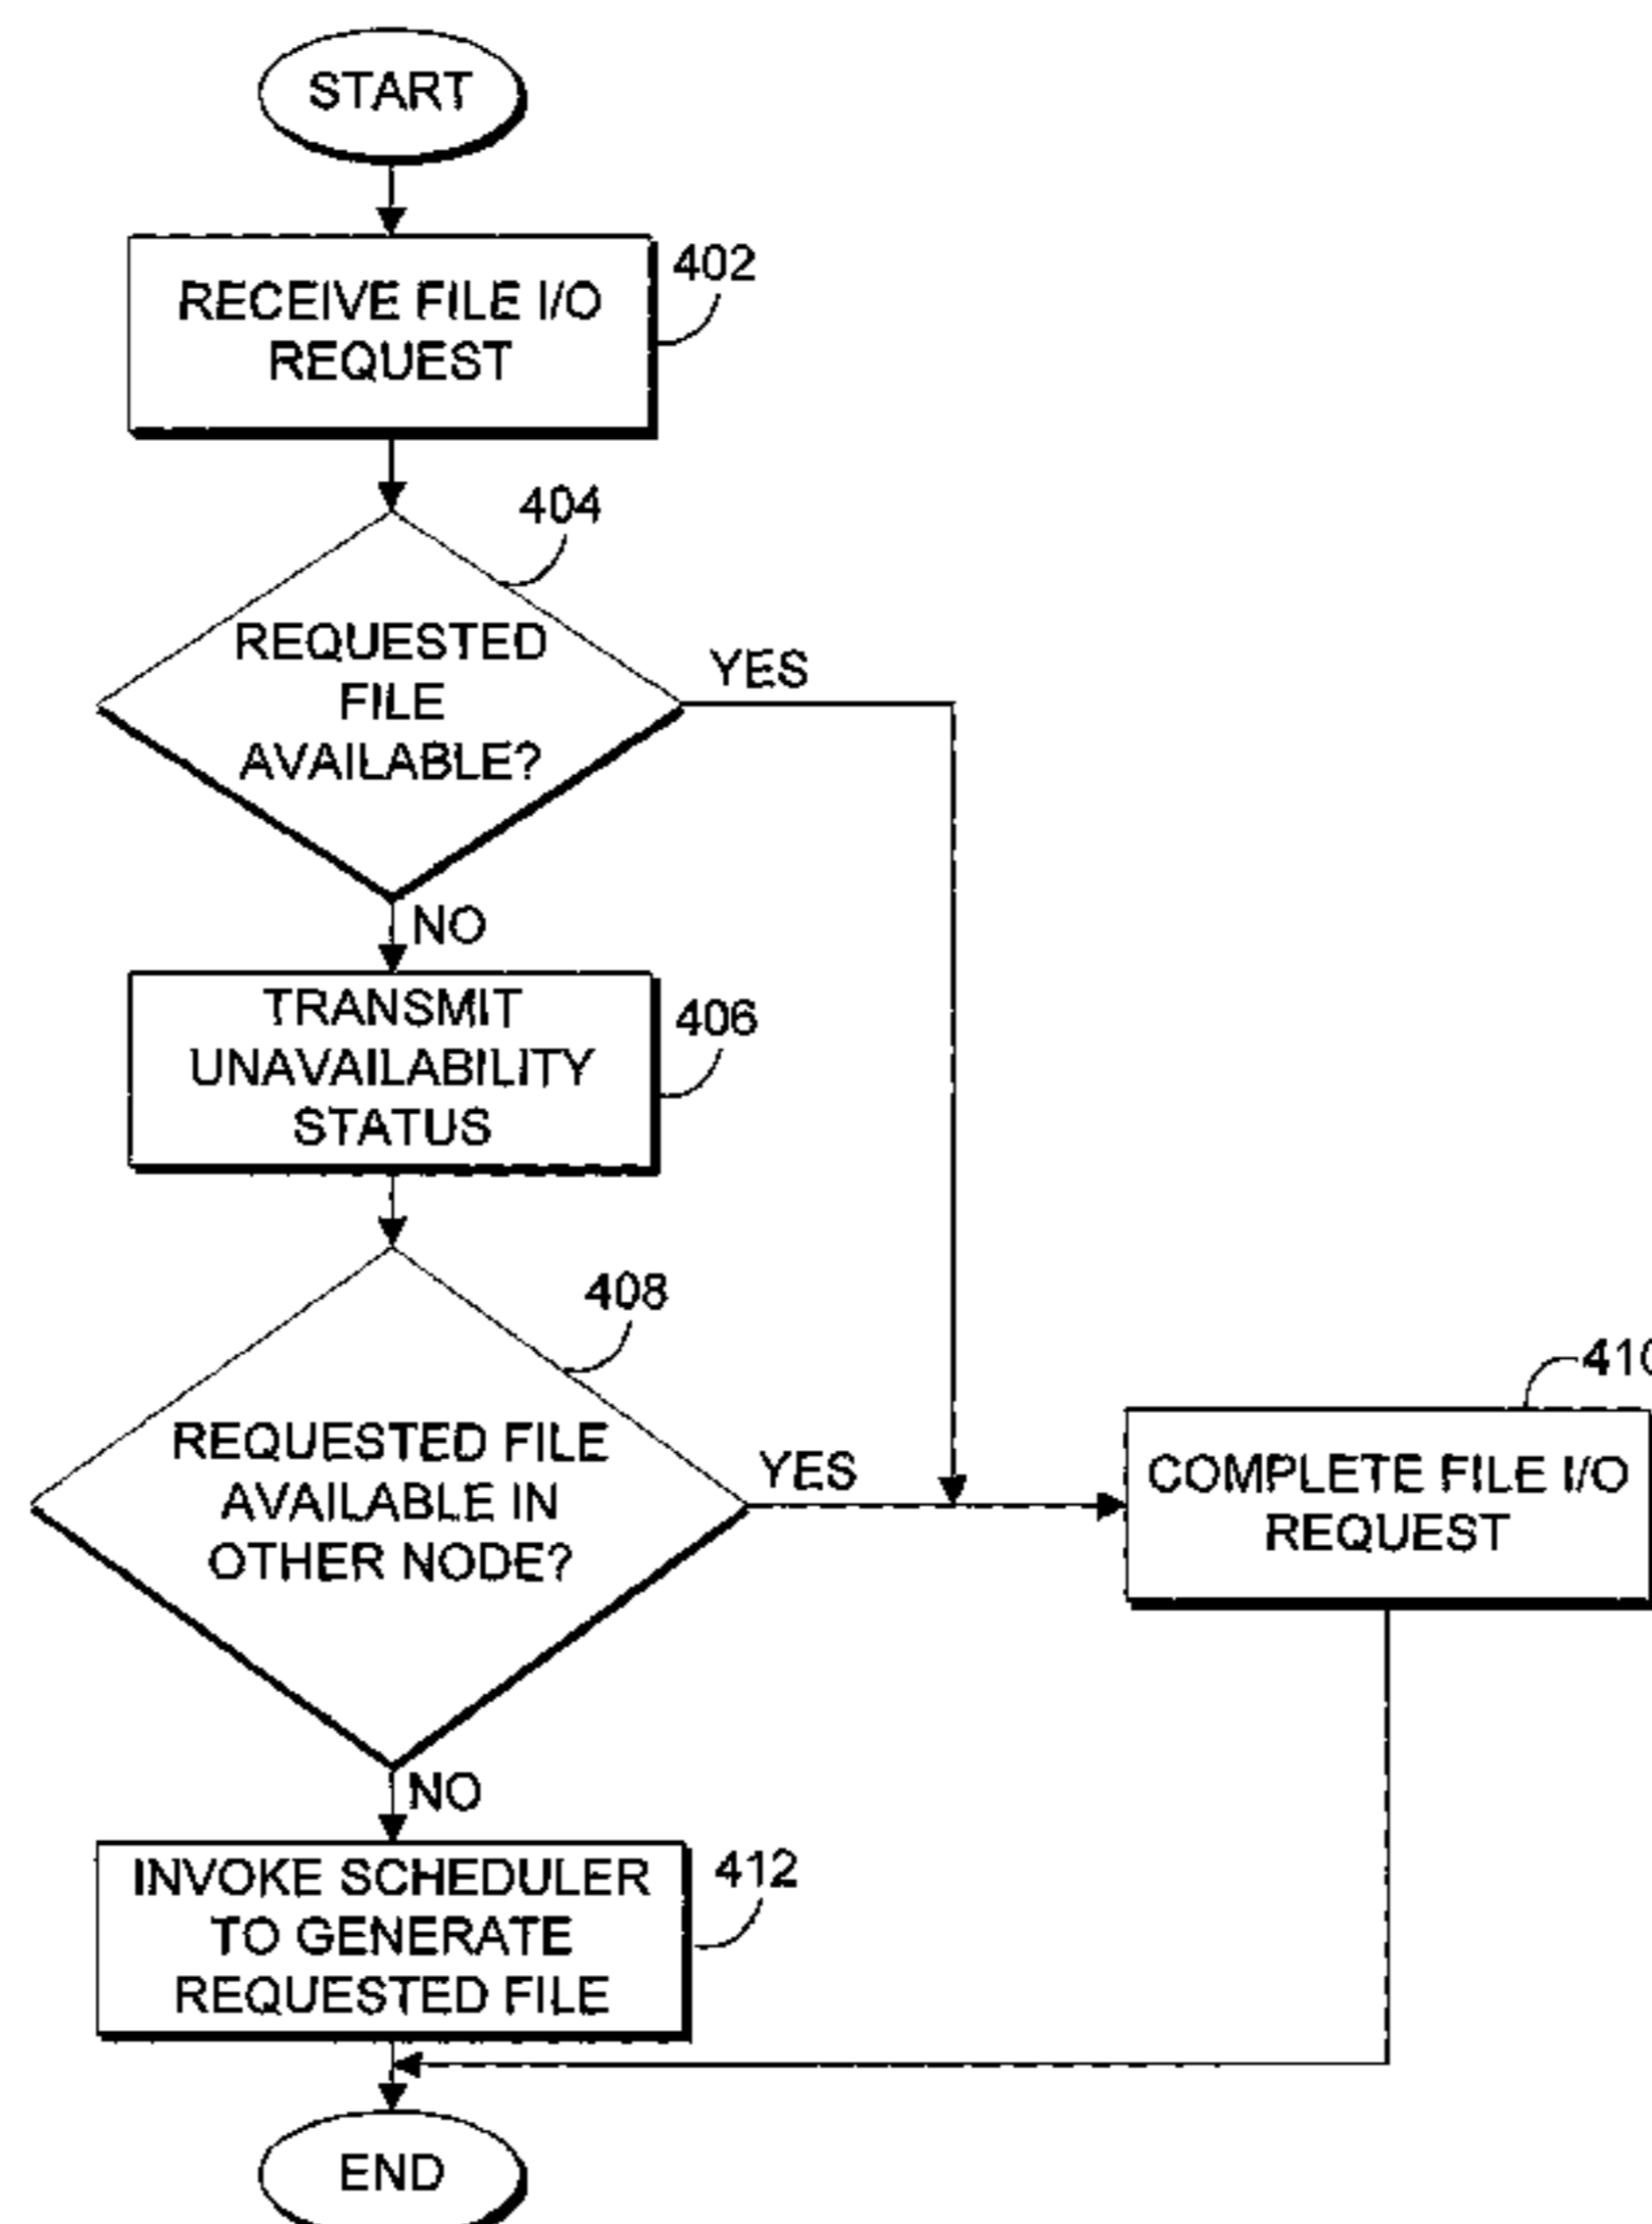 START
RECEIVE FILE I/O
REQUEST
402
404
REQUESTED
FILE
AVAILABLE?
YES
NO
TRANSMIT
UNAVAILABILITY
STATUS
406
408
REQUESTED FILE
AVAILABLE IN
OTHER NODE?
YES
410
COMPLETE FILE I/O
REQUEST
NO
INVOKE SCHEDULER
TO GENERATE
REQUESTED FILE
412
END